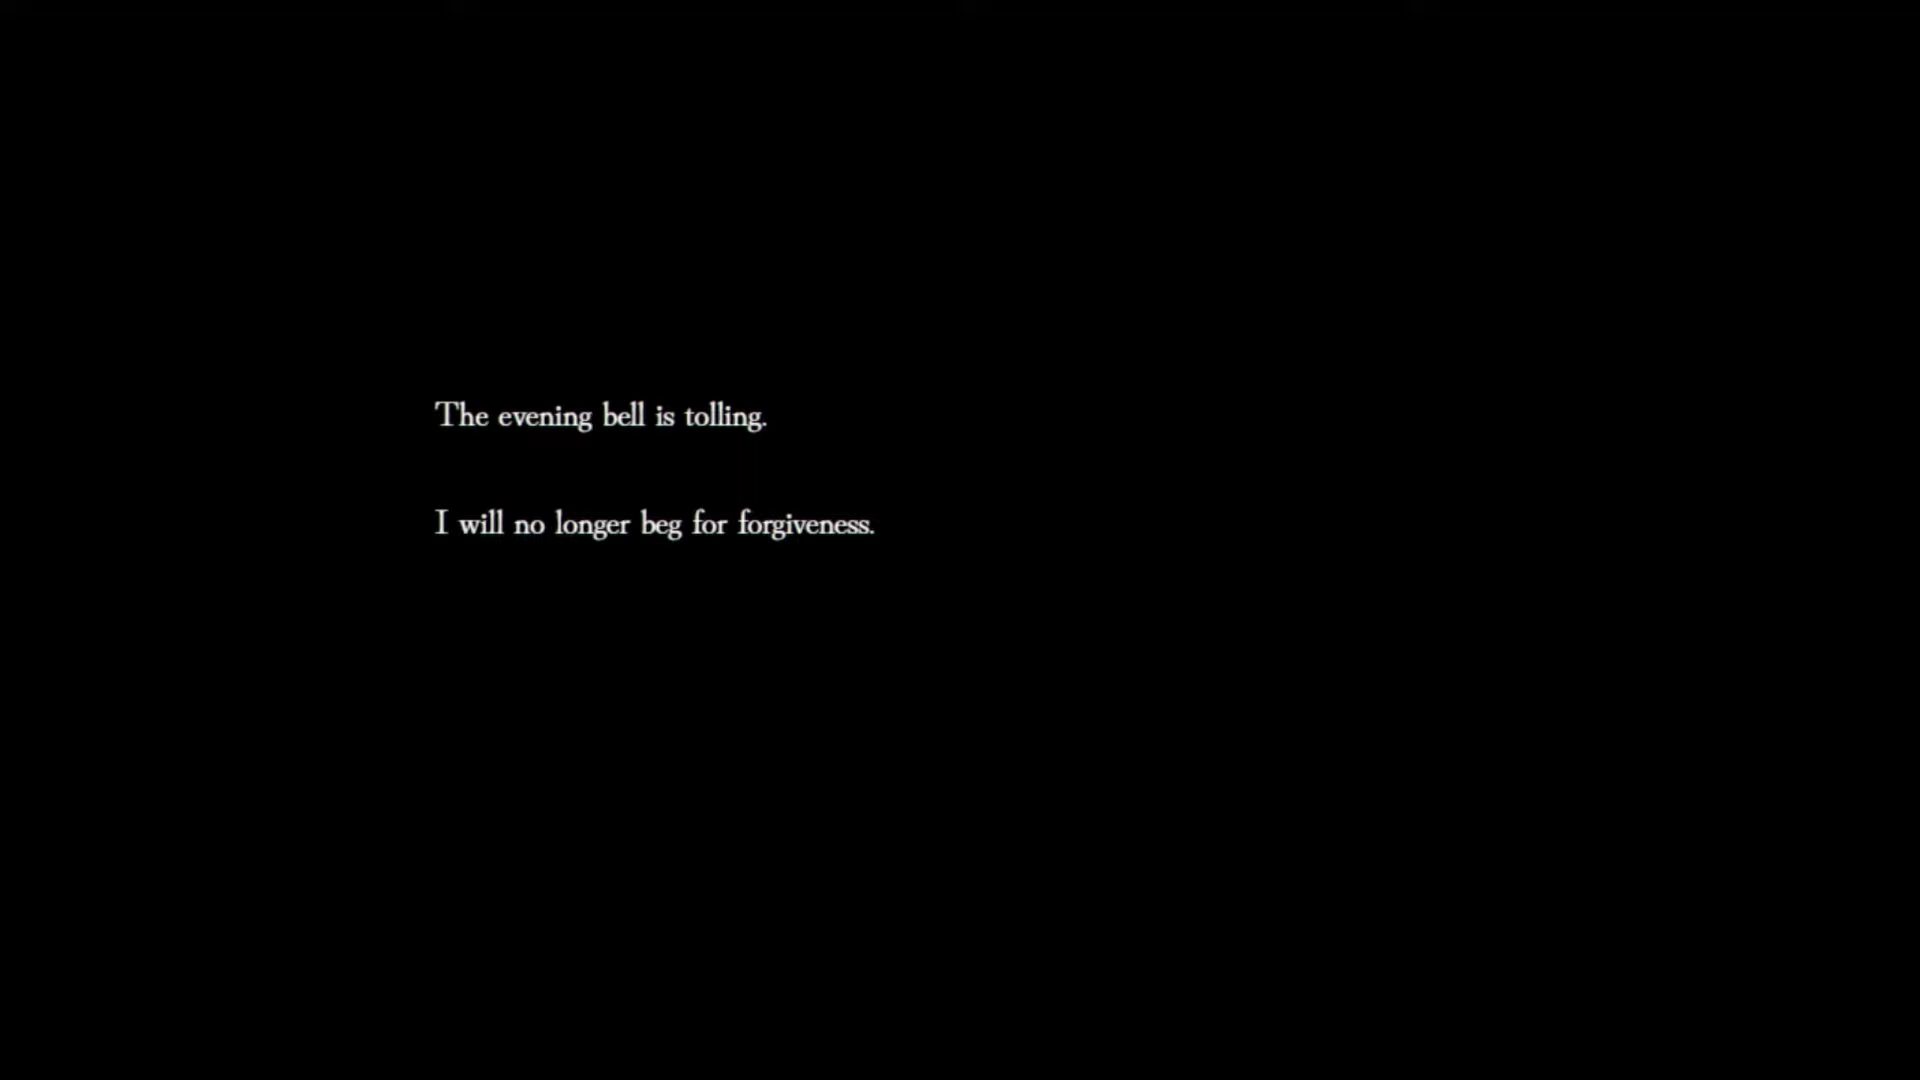 The evening bell is tolling.
I will no longer beg for forgiveness.